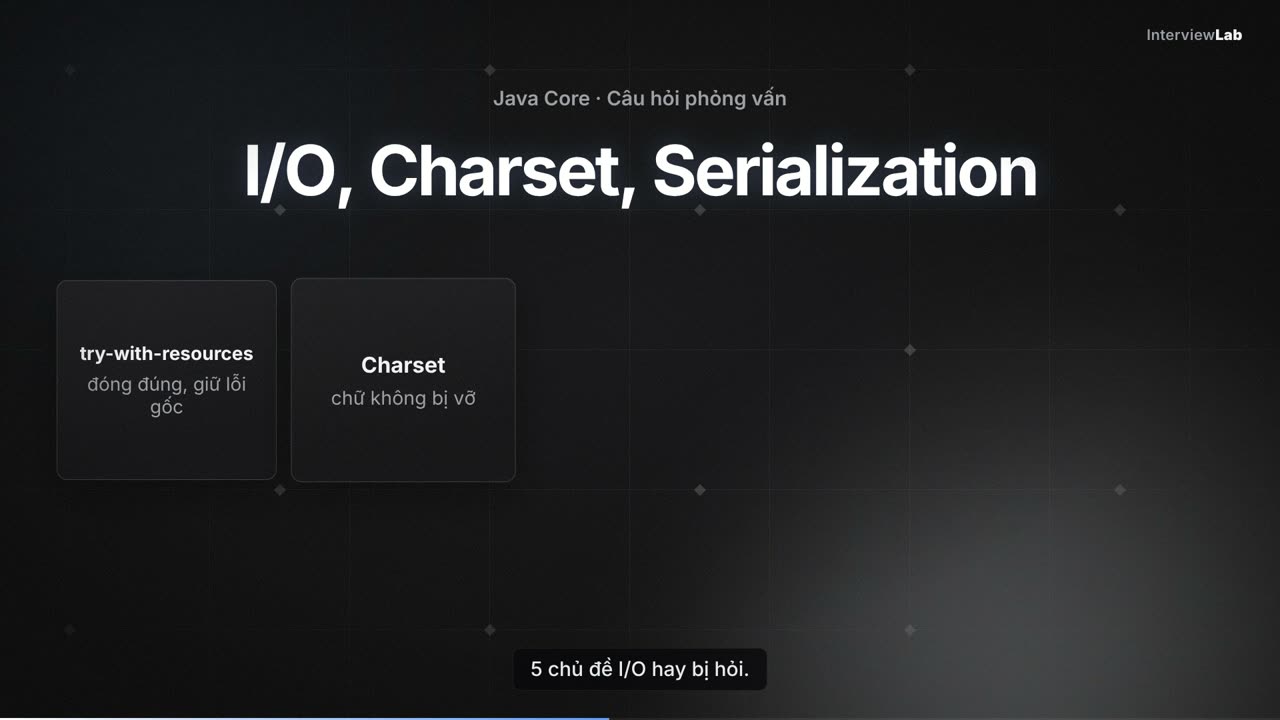 InterviewLab
Java Core · Câu hỏi phỏng vấn
I/O, Charset, Serialization
try-with-resources
đóng đúng, giữ lỗi
gốc
Charset
chữ không bị vỡ
5 chủ đề I/O hay bị hỏi.